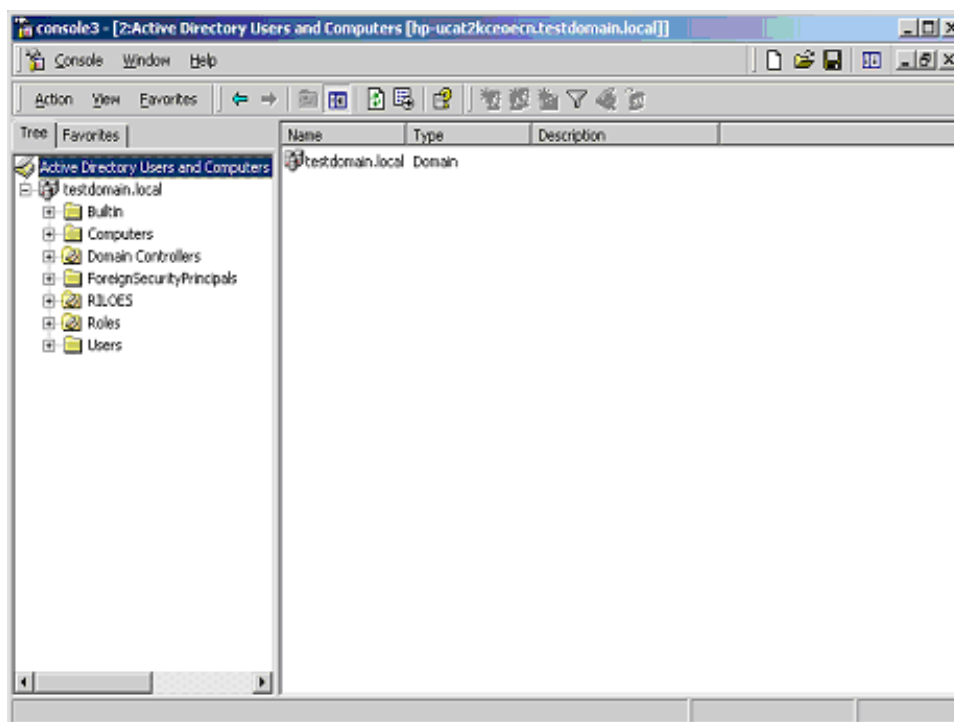 console3 - [2:Active Directory Users and Computers [hp-ucat2kceoecn.testdomain.local]]
Console Window Help
Action View Favorites
Tree Favorites
Name Type Description
Active Directory Users and Computers
testdomain.local Domain
testdomain.local
Builtin
Computers
Domain Controllers
ForeignSecurityPrincipals
RILOES
Roles
Users